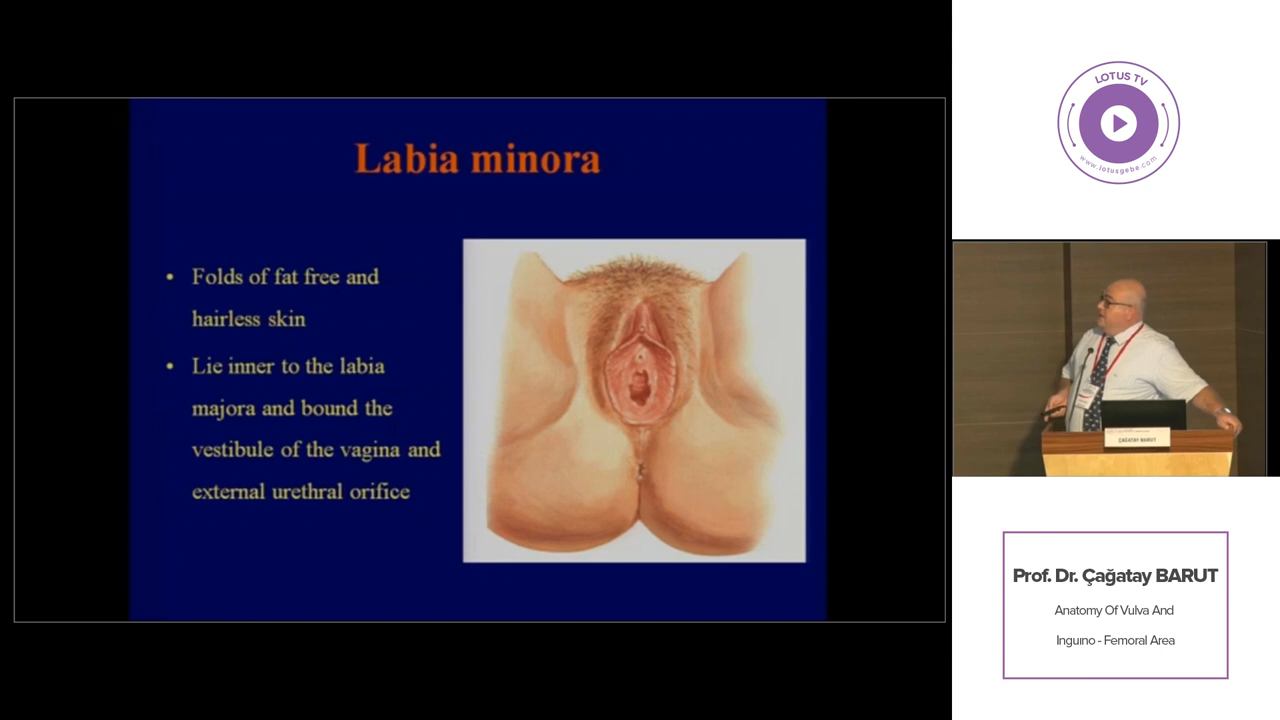 Labia minora
• Folds of fat free and
hairless skin
• Lie inner to the labia
majora and bound the
vestibule of the vagina and
external urethral orifice
LOTUS TV
www.lotusgebe.com
ÇAĞATAY BARUT
Prof. Dr. Çağatay BARUT
Anatomy Of Vulva And
Inguıno - Femoral Area